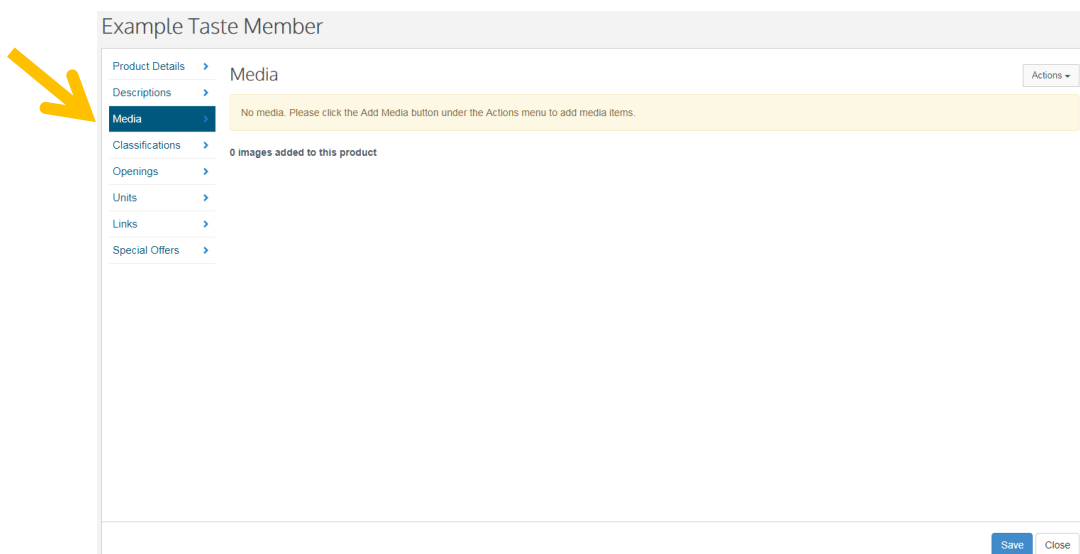 Example Taste Member
Product Details
Descriptions
Media
Classifications
Openings
Units
Links
Special Offers
Media
Actions
No media. Please click the Add Media button under the Actions menu to add media items.
0 images added to this product
Save
Close